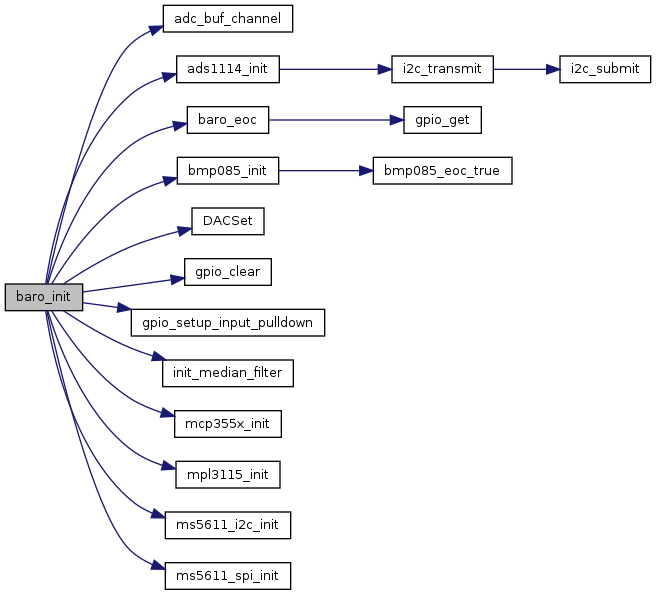 adc_buf_channel
ads1114_init
i2c_transmit
i2c_submit
baro_eoc
gpio_get
bmp085_init
bmp085_eoc_true
DACSet
gpio_clear
baro_init
gpio_setup_input_pulldown
init_median_filter
mcp355x_init
mpl3115_init
ms5611_i2c_init
ms5611_spi_init